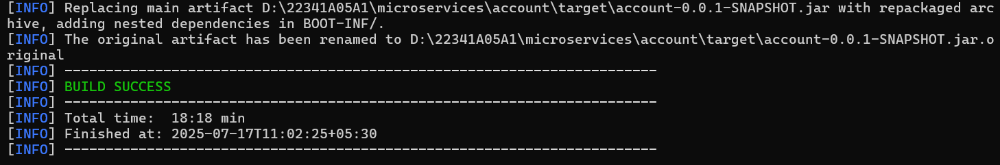 [INFO] Replacing main artifact D:\22341A05A1\microservices\account\target\account-0.0.1-SNAPSHOT.jar with repackaged arc
hive, adding nested dependencies in BOOT-INF/.
[INFO] The original artifact has been renamed to D:\22341A05A1\microservices\account\target\account-0.0.1-SNAPSHOT.jar.o
riginal
[INFO] ------------------------------------------------------------------------
[INFO] BUILD SUCCESS
[INFO] ------------------------------------------------------------------------
[INFO] Total time:  18:18 min
[INFO] Finished at: 2025-07-17T11:02:25+05:30
[INFO] ------------------------------------------------------------------------